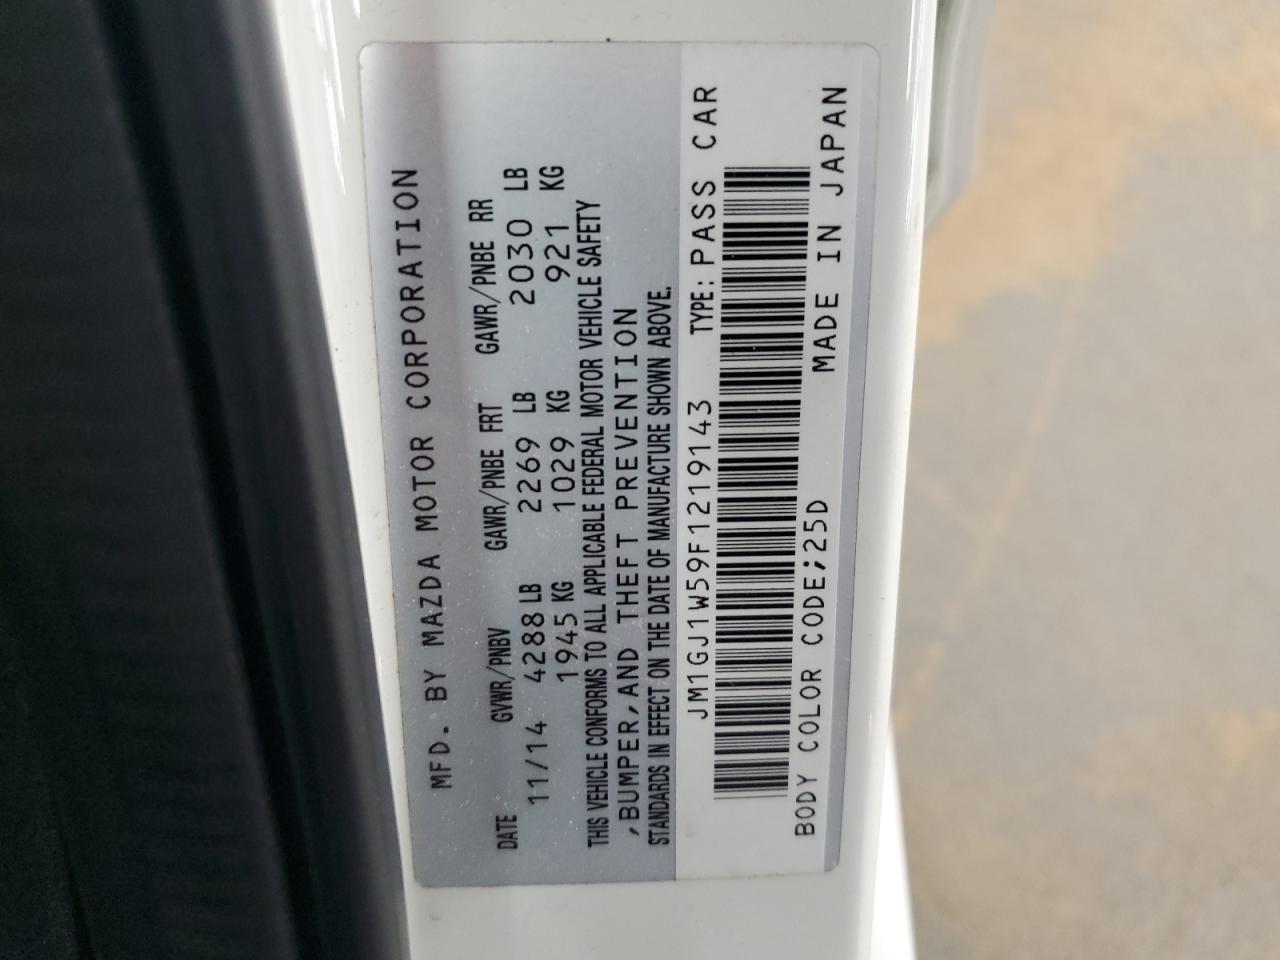 MFD. BY MAZDA MOTOR CORPORATION
DATE GVWR/PNBV GAWR/PNBE FRT GAWR/PNBE RR
11/14 4288 LB 2269 LB 2030 LB
1945 KG 1029 KG 921 KG
THIS VEHICLE CONFORMS TO ALL APPLICABLE FEDERAL MOTOR VEHICLE SAFETY
,BUMPER,AND THEFT PREVENTION
STANDARDS IN EFFECT ON THE DATE OF MANUFACTURE SHOWN ABOVE.
JM1GJ1W59F1219143 TYPE: PASS CAR
BODY COLOR CODE;25D MADE IN JAPAN